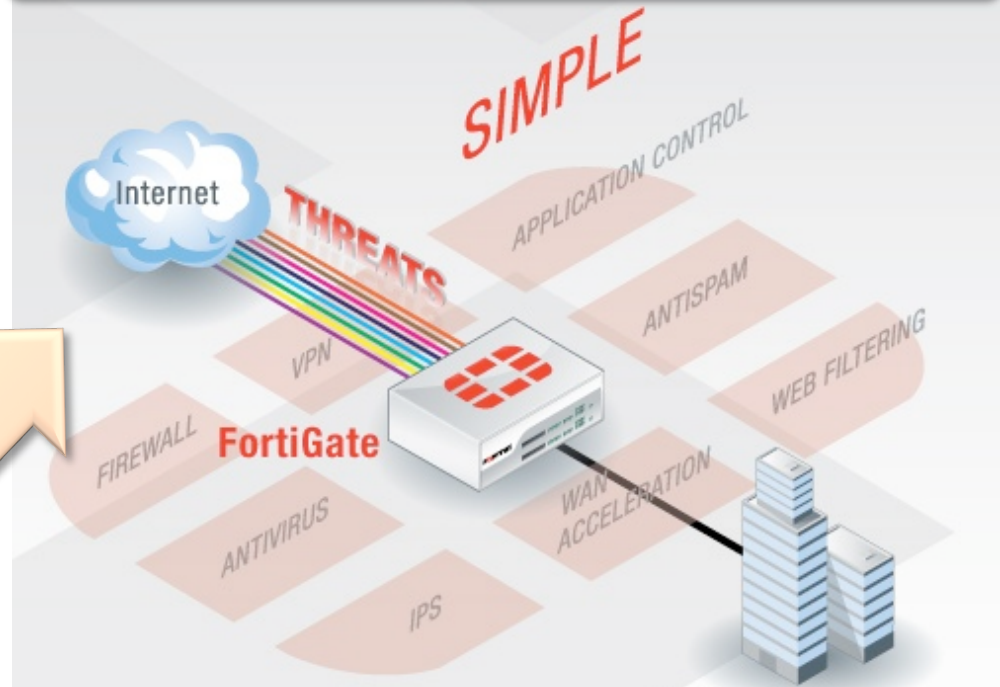 SIMPLE
APPLICATION CONTROL
Internet
THREATS
ANTISPAM
VPN
WEB FILTERING
FIREWALL
FortiGate
WAN
ACCELERATION
ANTIVIRUS
IPS